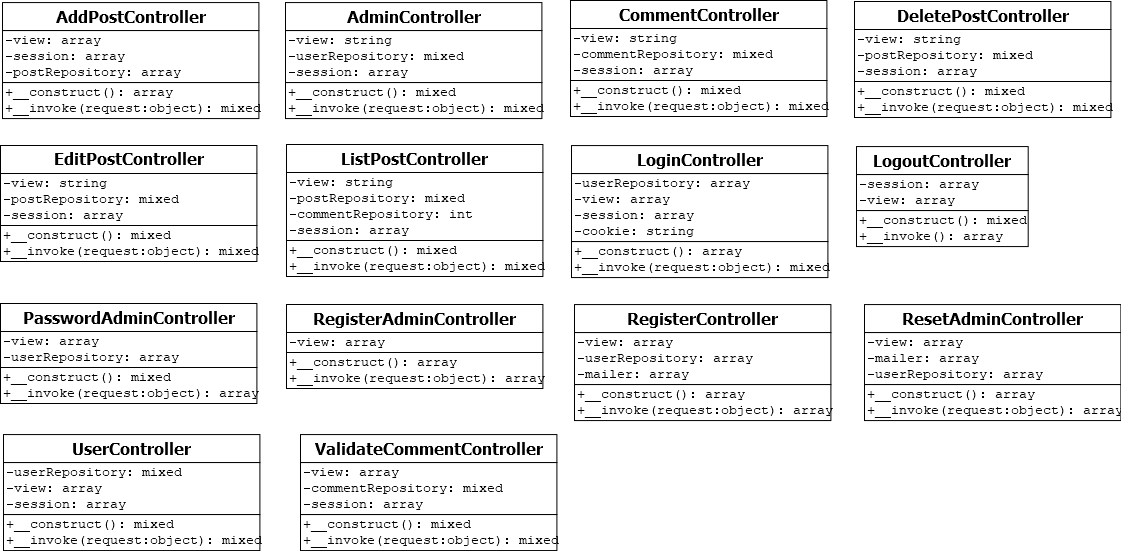 AddPostController
-view: array
-session: array
-postRepository: array
+__construct(): array
+__invoke(request:object): mixed
AdminController
-view: string
-userRepository: mixed
-session: array
+__construct(): mixed
+__invoke(request:object): mixed
CommentController
-view: string
-commentRepository: mixed
-session: array
+__construct(): mixed
+__invoke(request:object): mixed
DeletePostController
-view: string
-postRepository: mixed
-session: array
+__construct(): mixed
+__invoke(request:object): mixed
EditPostController
-view: string
-postRepository: mixed
-session: array
+__construct(): mixed
+__invoke(request:object): mixed
ListPostController
-view: string
-postRepository: mixed
-commentRepository: int
-session: array
+__construct(): mixed
+__invoke(request:object): mixed
LoginController
-userRepository: array
-view: array
-session: array
-cookie: string
+__construct(): array
+__invoke(request:object): mixed
LogoutController
-session: array
-view: array
+__construct(): mixed
+__invoke(): array
PasswordAdminController
-view: array
-userRepository: array
+__construct(): mixed
+__invoke(request:object): array
RegisterAdminController
-view: array
+__construct(): array
+__invoke(request:object): array
RegisterController
-view: array
-userRepository: array
-mailer: array
+__construct(): array
+__invoke(request:object): array
ResetAdminController
-view: array
-mailer: array
-userRepository: array
+__construct(): array
+__invoke(request:object): array
UserController
-userRepository: mixed
-view: array
-session: array
+__construct(): mixed
+__invoke(request:object): mixed
ValidateCommentController
-view: array
-commentRepository: mixed
-session: array
+__construct(): mixed
+__invoke(request:object): mixed